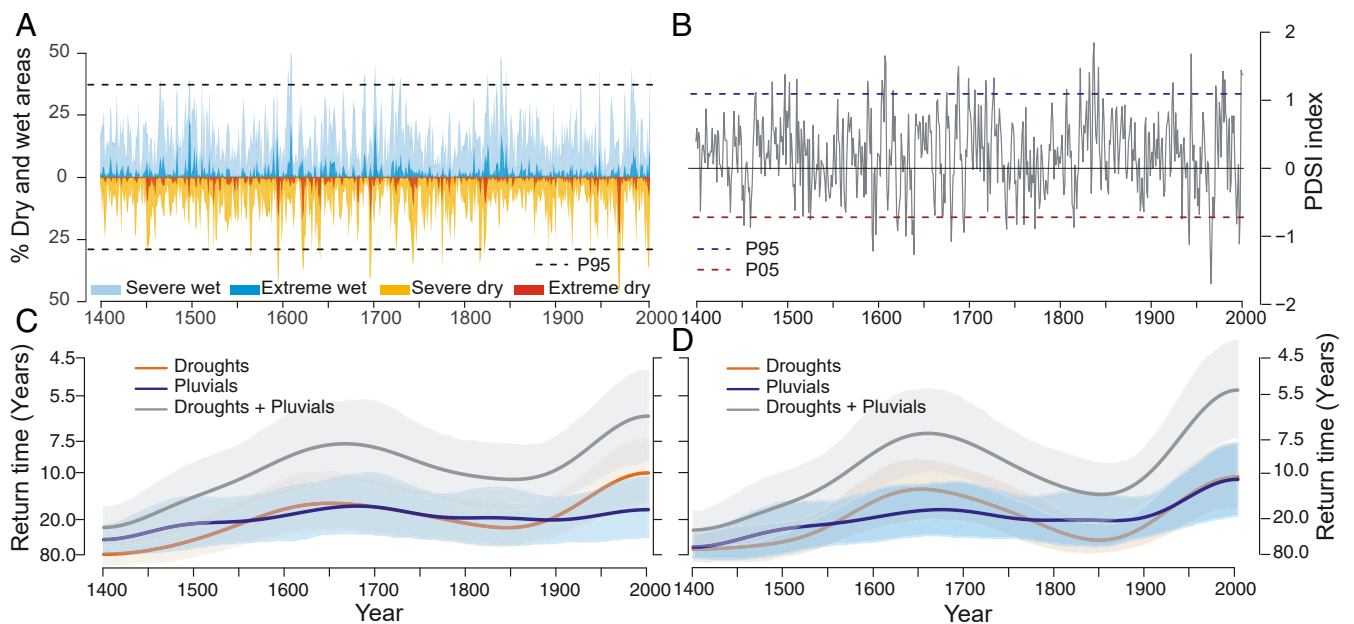 A
% Dry and wet areas
50
25
0
25
50
P95
Severe wet
Extreme wet
Severe dry
Extreme dry
1400 1500 1600 1700 1800 1900 2000
B
2
1
0
−1
−2
PDSI index
P95
P05
1400 1500 1600 1700 1800 1900 2000
C
Return time (Years)
4.5
5.5
7.5
10.0
20.0
80.0
Droughts
Pluvials
Droughts + Pluvials
1400 1500 1600 1700 1800 1900 2000
Year
D
Droughts
Pluvials
Droughts + Pluvials
4.5
5.5
7.5
10.0
20.0
80.0
Return time (Years)
1400 1500 1600 1700 1800 1900 2000
Year